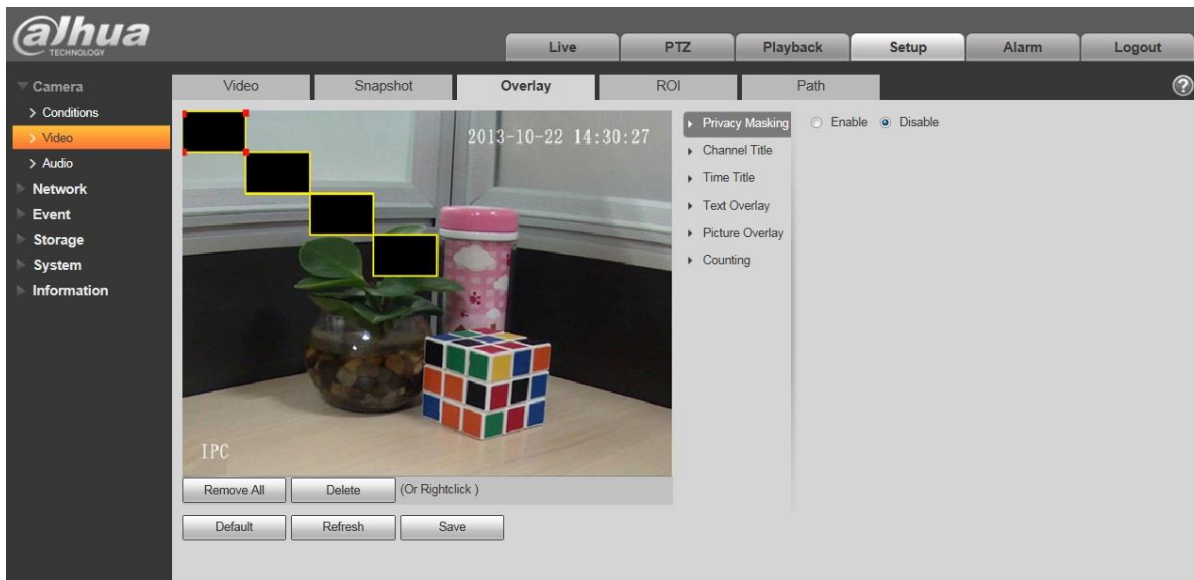 alhua
TECHNOLOGY
Live PTZ Playback Setup Alarm Logout
Camera
Conditions
Video
Audio
Network
Event
Storage
System
Information
Video Snapshot Overlay ROI Path
?
2013-10-22 14:30:27
IPC
Privacy Masking
Channel Title
Time Title
Text Overlay
Picture Overlay
Counting
Enable Disable
Remove All Delete (Or Rightclick )
Default Refresh Save